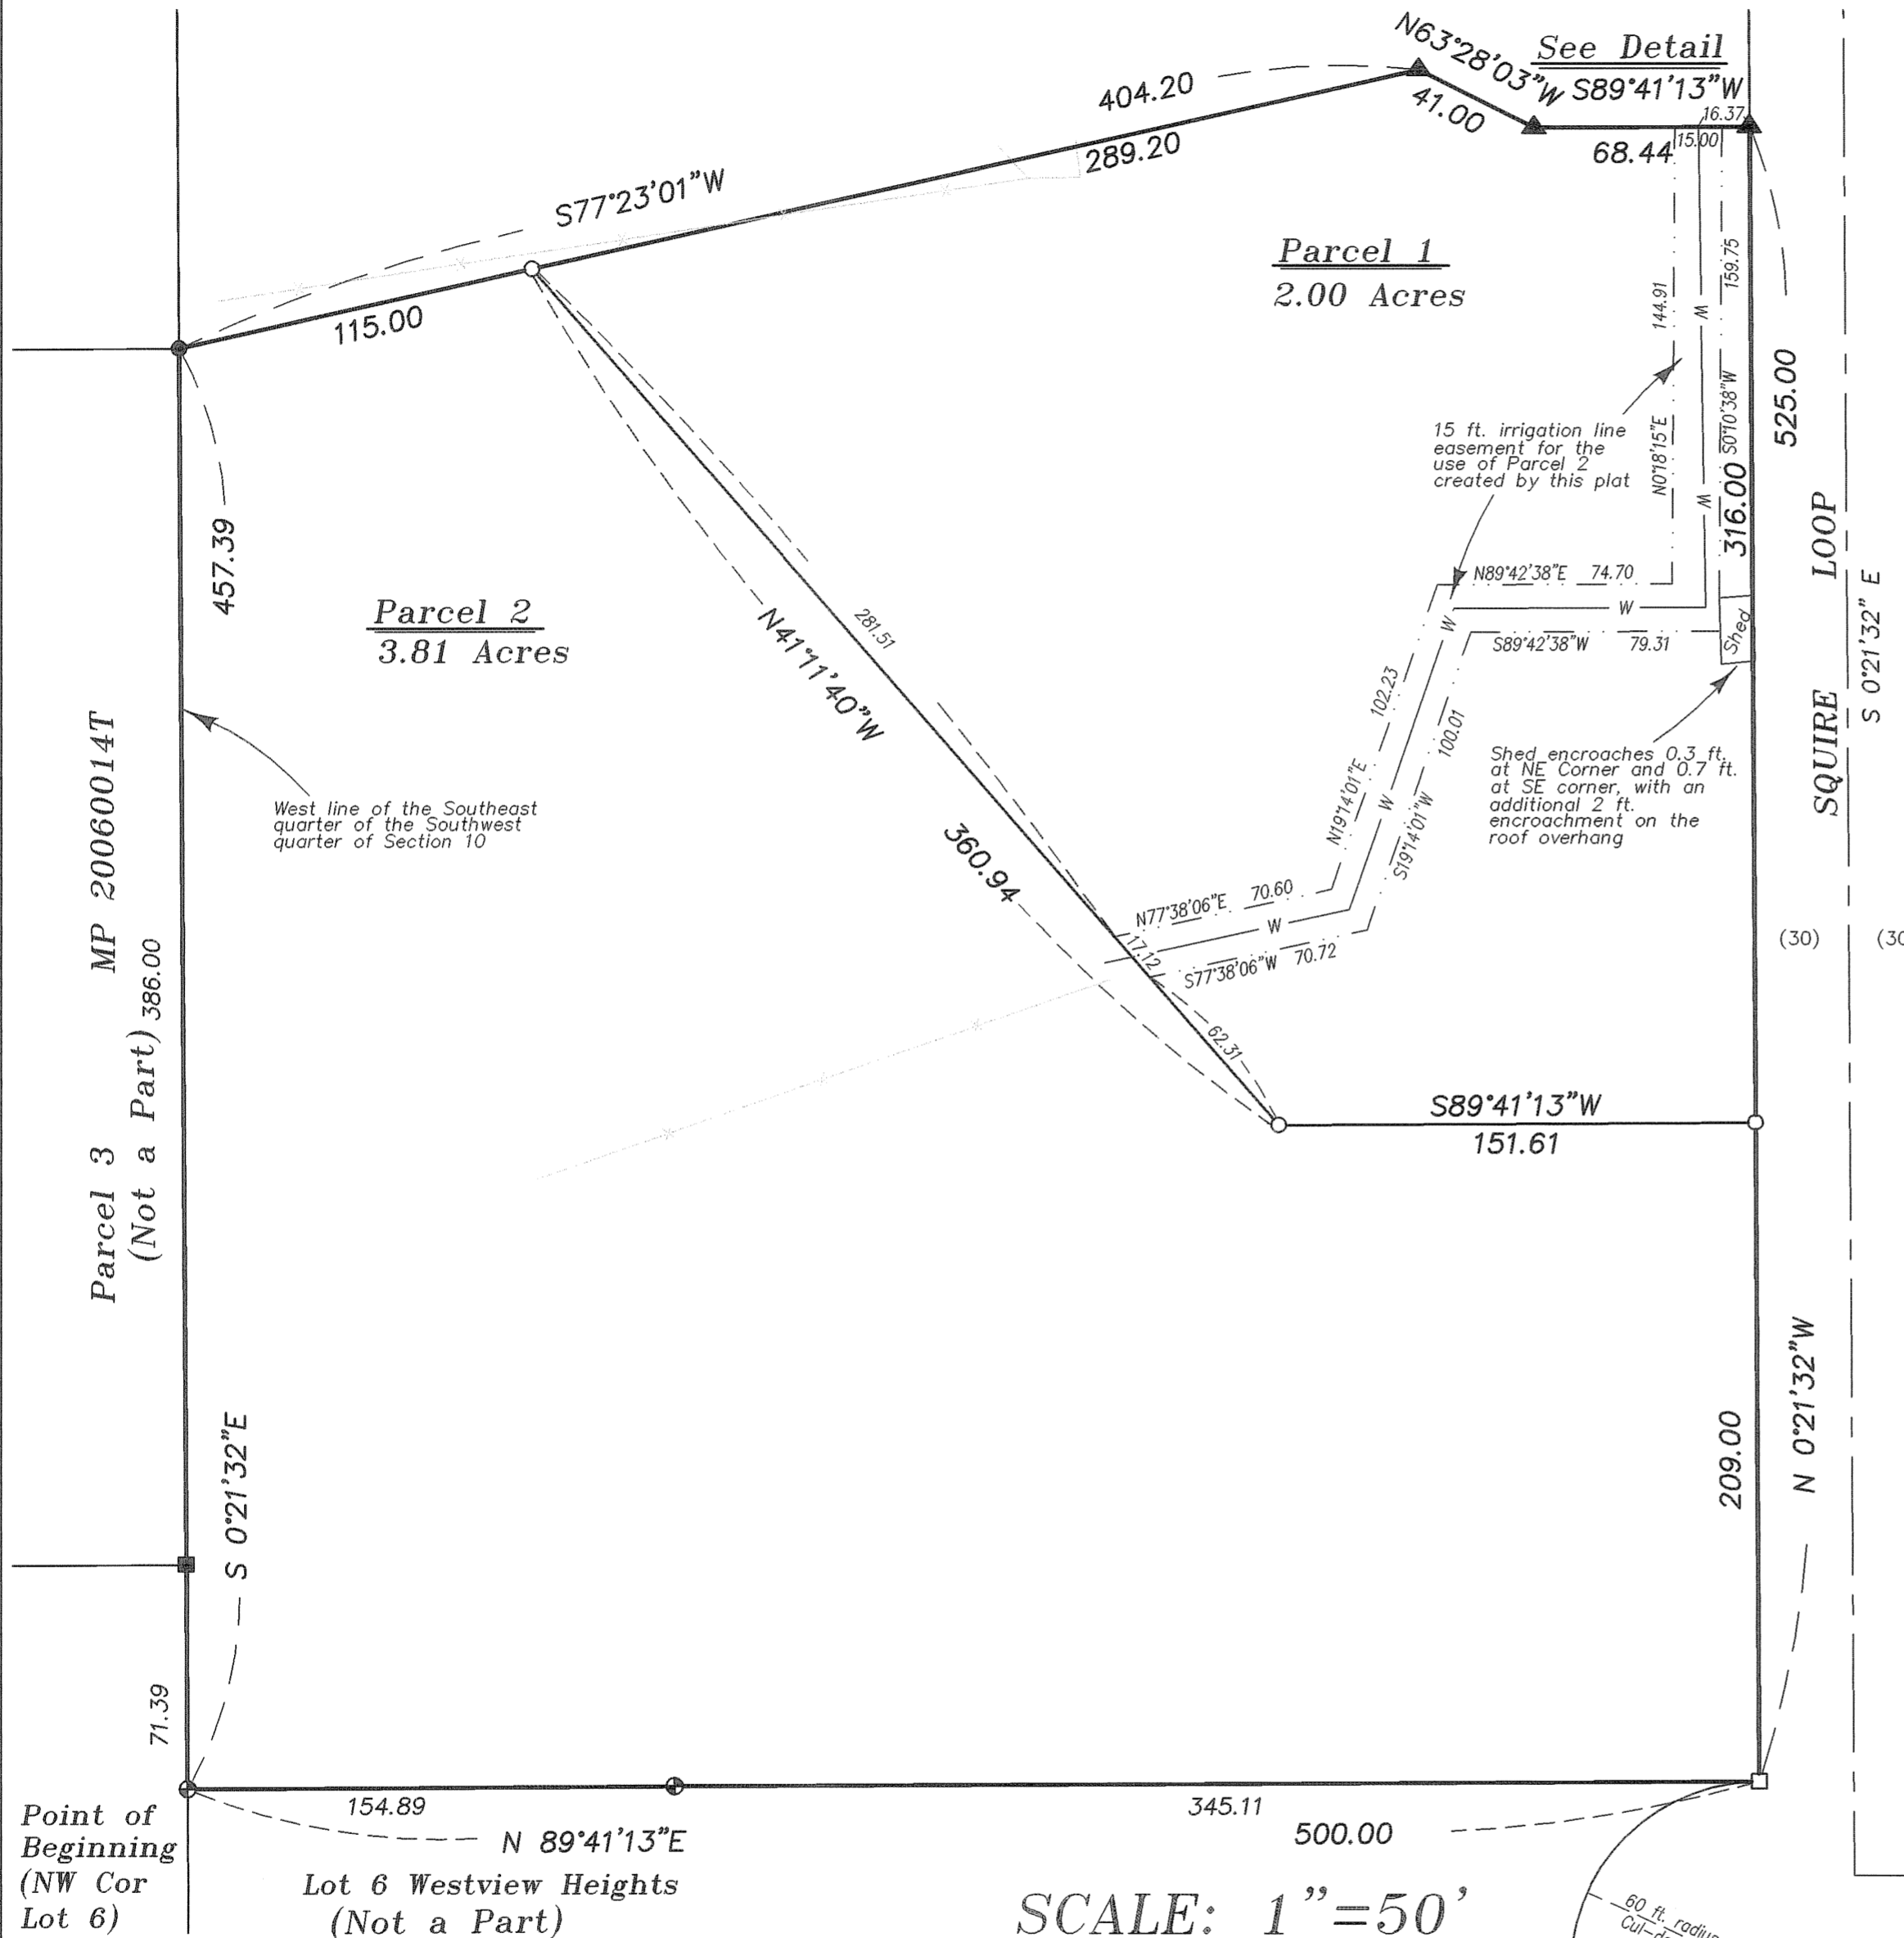 N63°28'03"W
See Detail
S89°41'13"W
404.20
41.00
16.37
15.00
68.44
289.20
S77°23'01"W
115.00
Parcel 1
2.00 Acres
144.91
159.75
W
N0°18'15"E
S0°10'38"W
W
316.00
525.00
15 ft. irrigation line
easement for the
use of Parcel 2
created by this plat
457.39
Parcel 2
3.81 Acres
281.51
N41°11'40"W
360.94
N89°42'38"E 74.70
W
W
S89°42'38"W 79.31
Shed
102.23
N19°14'01"E
W
100.01
S19°14'01"W
SQUIRE LOOP
S 0°21'32" E
Shed encroaches 0.3 ft.
at NE Corner and 0.7 ft.
at SE corner, with an
additional 2 ft.
encroachment on the
roof overhang
West line of the Southeast
quarter of the Southwest
quarter of Section 10
Parcel 3 MP 20060014T
(Not a Part)
386.00
N77°38'06"E 70.60
W
17.12
S77°38'06"W 70.72
62.31
(30)
(30
S89°41'13"W
151.61
S 0°21'32"E
N 0°21'32"W
209.00
71.39
154.89
345.11
N 89°41'13"E
500.00
Point of
Beginning
(NW Cor
Lot 6)
Lot 6 Westview Heights
(Not a Part)
SCALE: 1"=50'
60 ft. radius
Cul-de